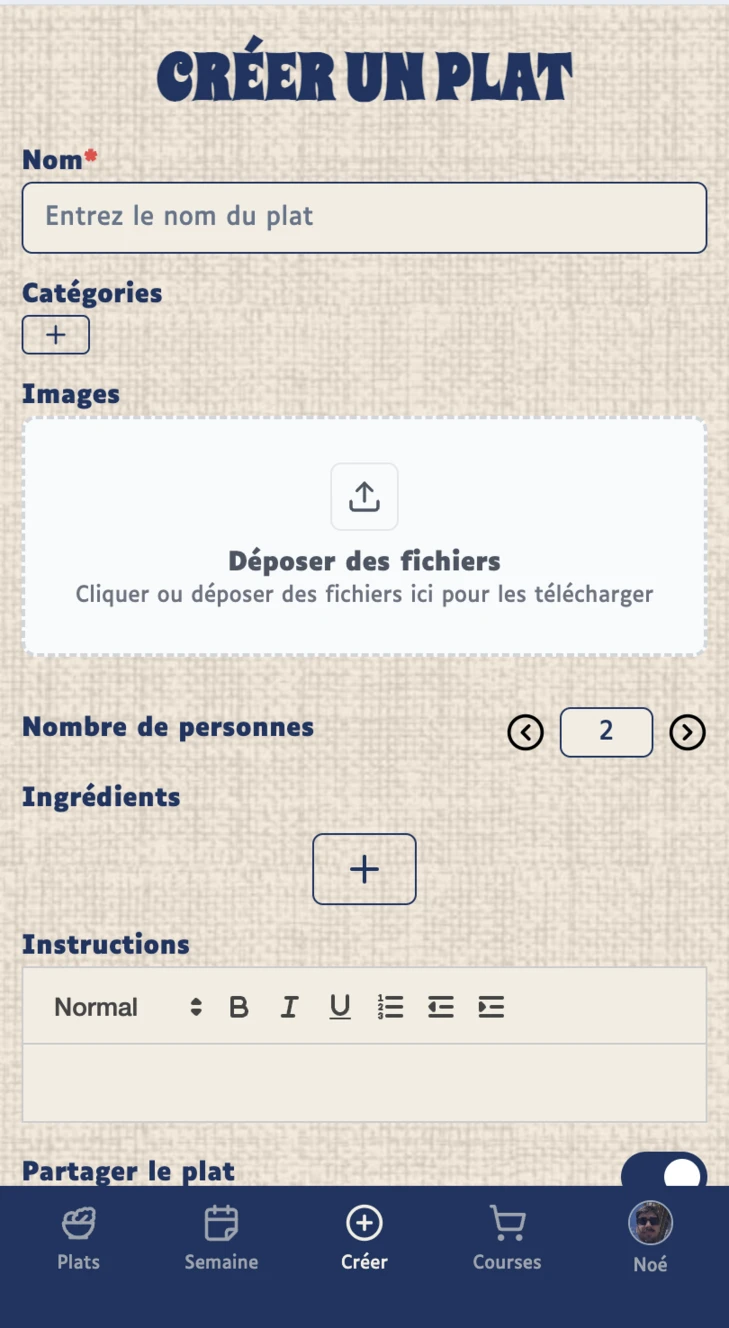 CRÉER UN PLAT
Nom*
Entrez le nom du plat
Catégories
+
Images
Déposer des fichiers
Cliquer ou déposer des fichiers ici pour les télécharger
Nombre de personnes 2
Ingrédients
+
Instructions
Normal B I U
Partager le plat
Plats Semaine Créer Courses Noé